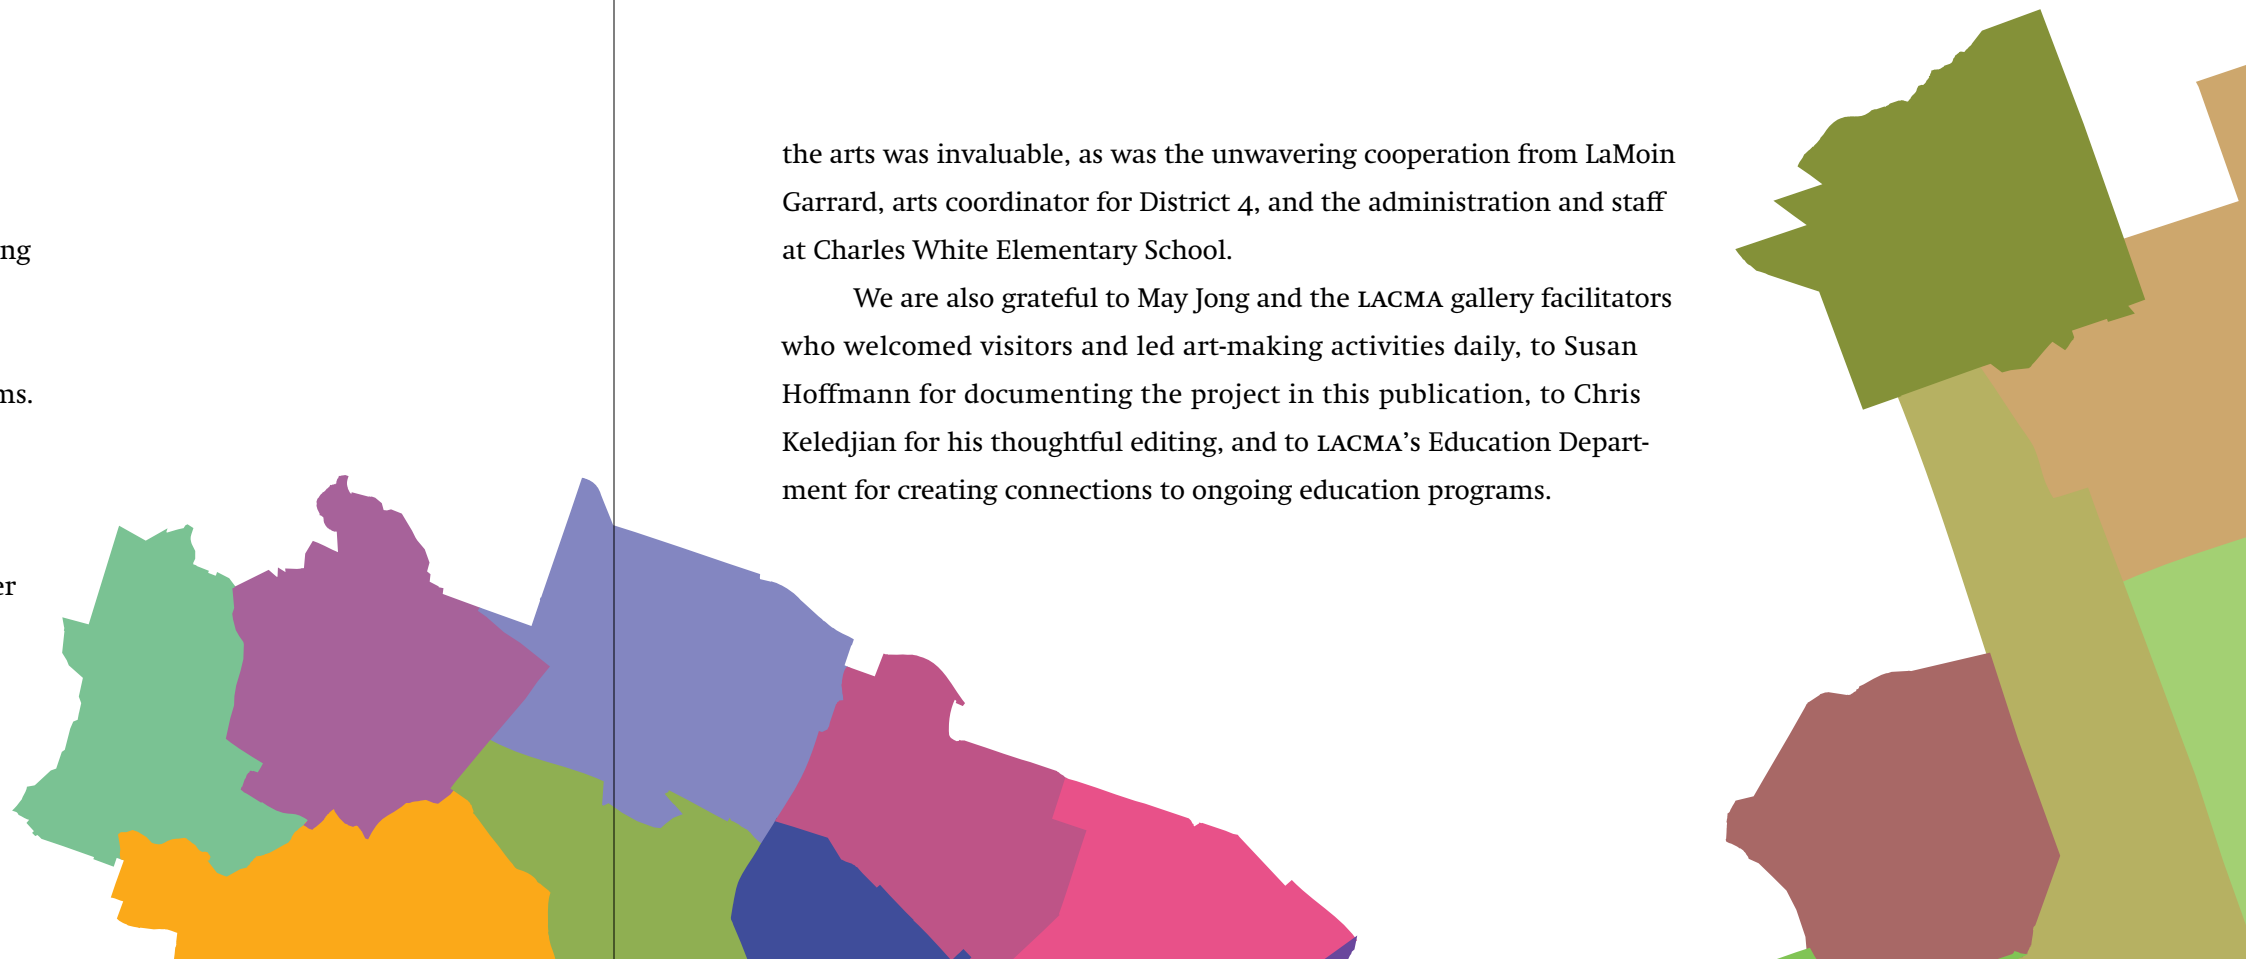 ng
ms.
er
the arts was invaluable, as was the unwavering cooperation from LaMoin
Garrard, arts coordinator for District 4, and the administration and staff
at Charles White Elementary School.
We are also grateful to May Jong and the LACMA gallery facilitators
who welcomed visitors and led art-making activities daily, to Susan
Hoffmann for documenting the project in this publication, to Chris
Keledjian for his thoughtful editing, and to LACMA’s Education Depart-
ment for creating connections to ongoing education programs.